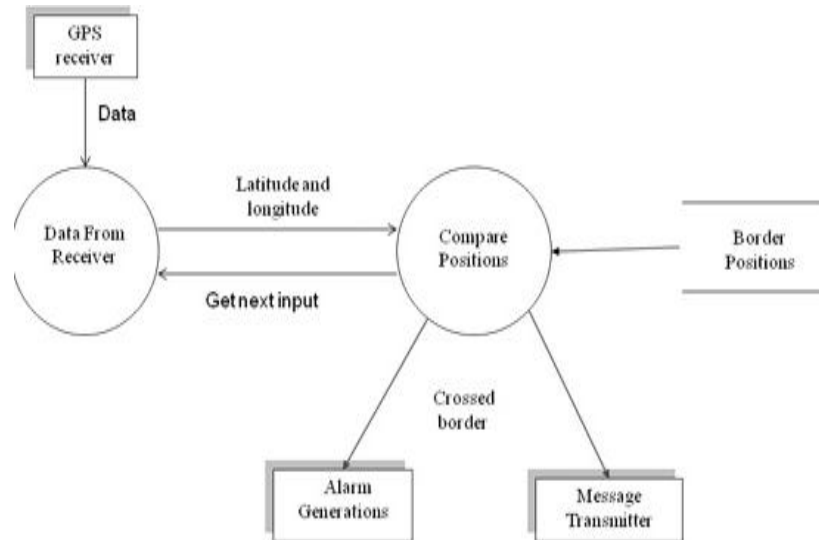 GPS
receiver
Data
Latitude and
longitude
Data From
Receiver
Compare
Positions
Border
Positions
Get next input
Crossed
border
Alarm
Generations
Message
Transmitter